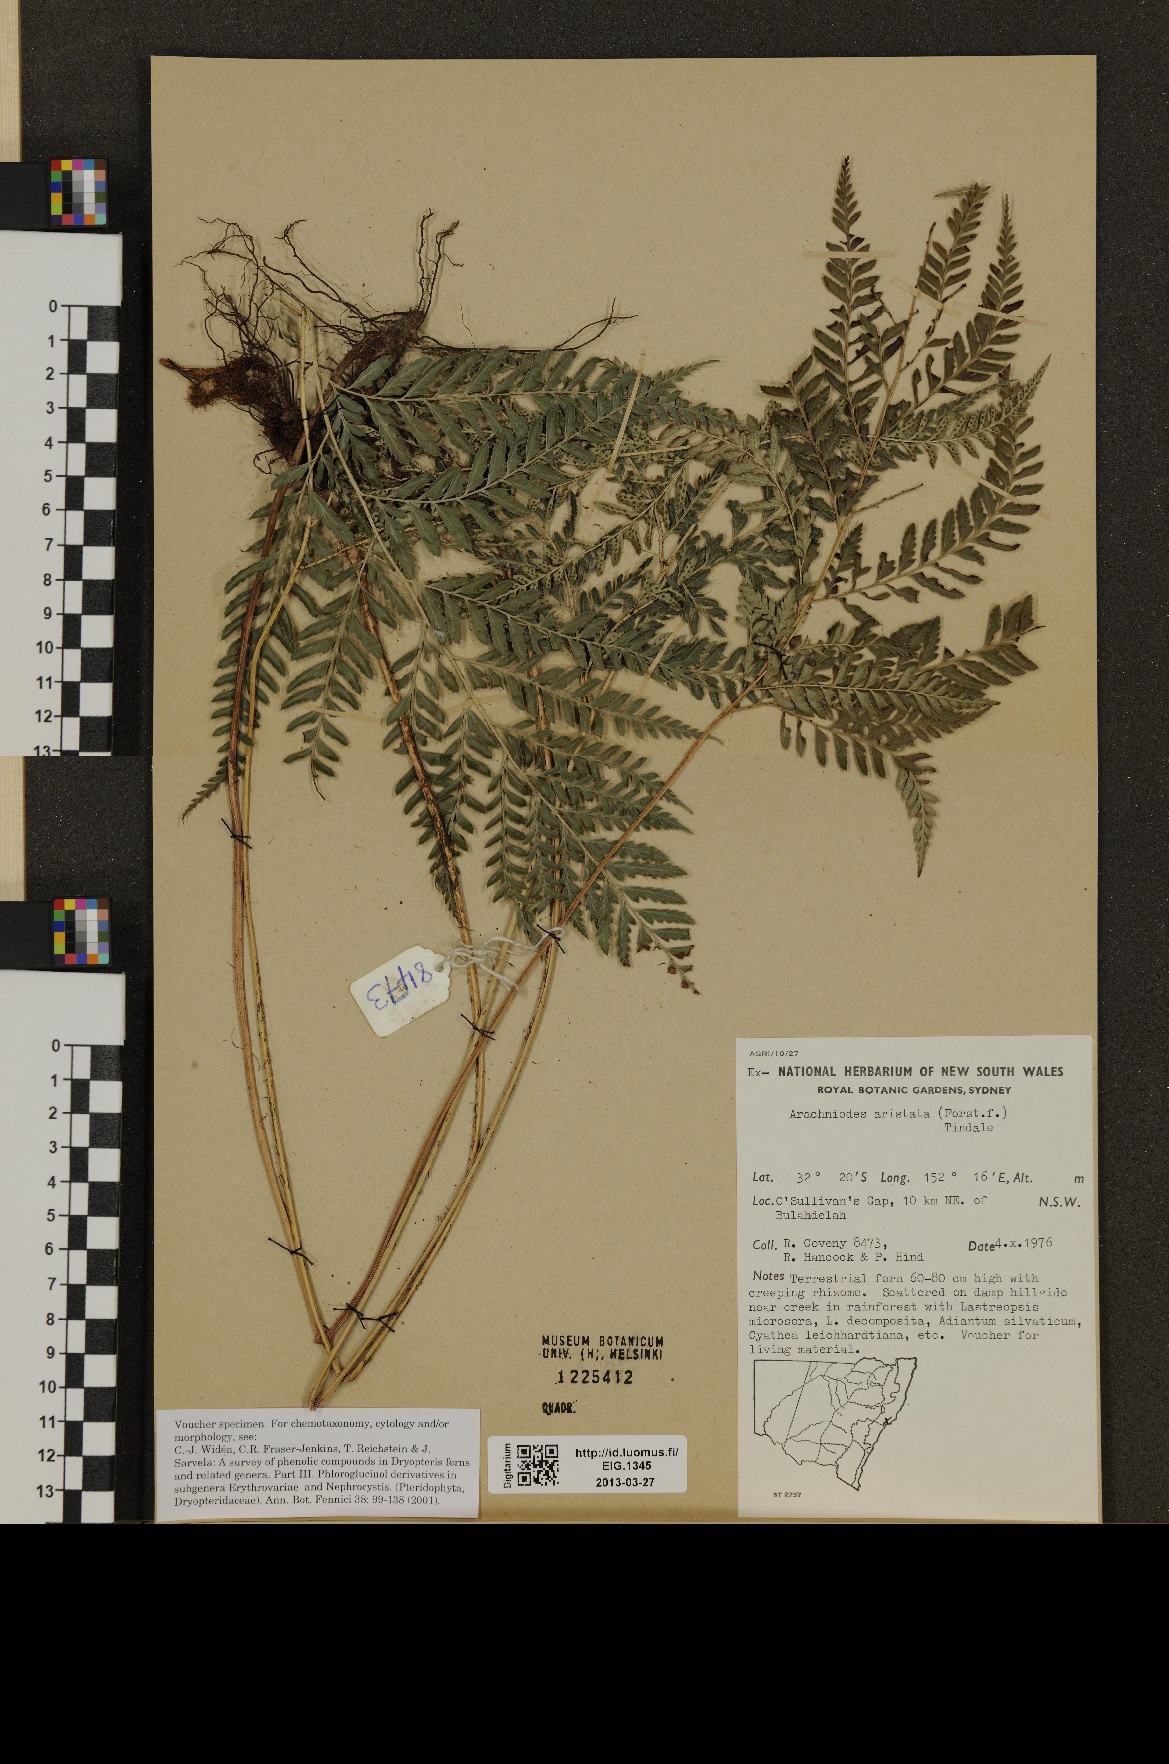 0
1
2
3
4
5
6
7
8
9
10
11
12
13
0
1
2
3
4
5
6
7
8
9
10
11
12
13
14
8473
AGRI/10/27
Ex- NATIONAL HERBARIUM OF NEW SOUTH WALES
ROYAL BOTANIC GARDENS, SYDNEY
Arachniodes aristata (Forst.f.)
Tindale
Lat. 32° 20'S Long. 152° 16'E, Alt. m
Loc. O'Sullivan's Gap, 10 km NE. of N.S.W.
Bulahdelah
Coll. R. Coveny 8473, Date 4.x.1976
R. Hancock & P. Hind
Notes Terrestrial fern 60-80 cm high with
creeping rhizome. Scattered on damp hillside
near creek in rainforest with Lastreopsis
microsora, L. decomposita, Adiantum silvaticum,
Cyathea leichhardtiana, etc. Voucher for
living material.
ST 2797
MUSEUM BOTANICUM
UNIV. (H), HELSINKI
1225412
QUADR.
Voucher specimen. For chemotaxonomy, cytology and/or
morphology, see:
C.-J. Widén, C.R. Fraser-Jenkins, T. Reichstein & J.
Sarvela: A survey of phenolic compounds in Dryopteris ferns
and related genera. Part III. Phloroglucinol derivatives in
subgenera Erythrovariae and Nephrocystis. (Pteridophyta,
Dryopteridaceae). Ann. Bot. Fennici 38: 99-138 (2001).
Digitarium
http://id.luomus.fi/
EIG.1345
2013-03-27